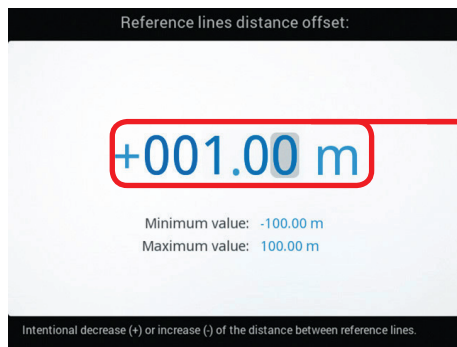 Reference lines distance offset:
+001.00 m
Minimum value: -100.00 m
Maximum value: 100.00 m
Intentional decrease (+) or increase (-) of the distance between reference lines.